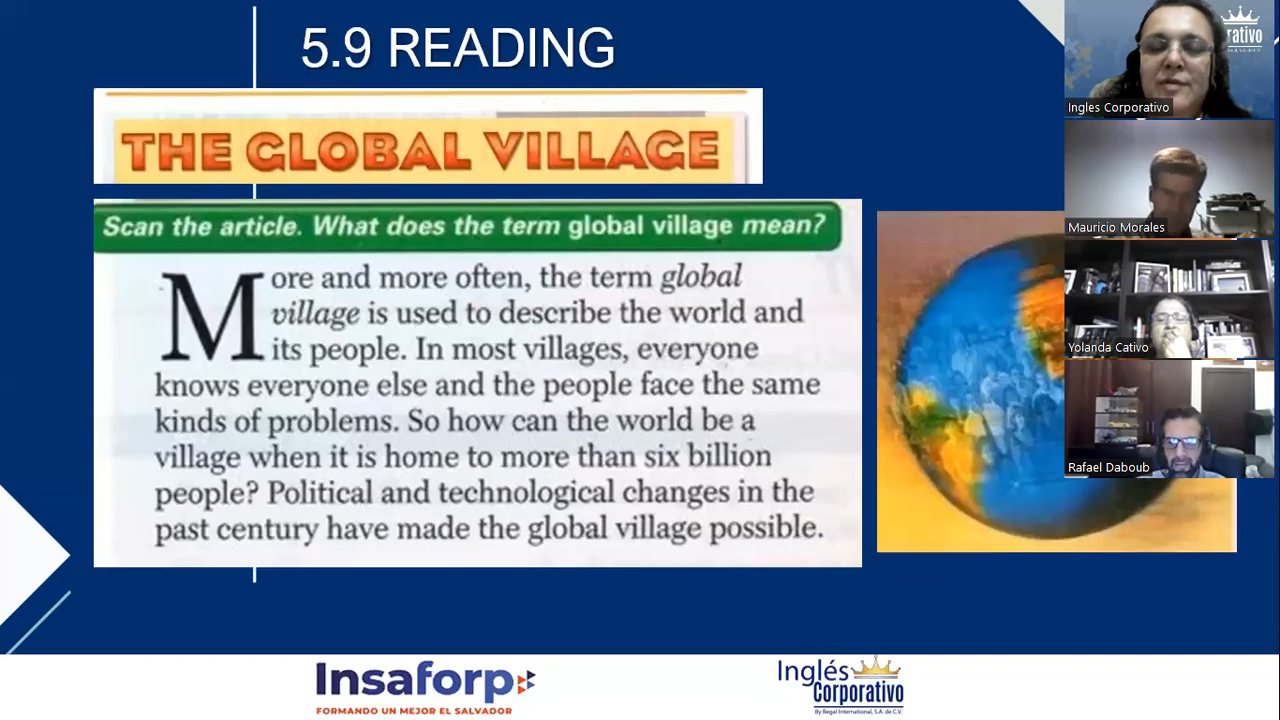 5.9 READING
THE GLOBAL VILLAGE
Scan the article. What does the term global village mean?
More and more often, the term global
village is used to describe the world and
its people. In most villages, everyone
knows everyone else and the people face the same
kinds of problems. So how can the world be a
village when it is home to more than six billion
people? Political and technological changes in the
past century have made the global village possible.
rativo
Ingles Corporativo
Mauricio Morales
Yolanda Cativo
Rafael Daboub
Insaforp
FORMANDO UN MEJOR EL SALVADOR
Inglés
Corporativo
By Regal International, S.A. de C.V.